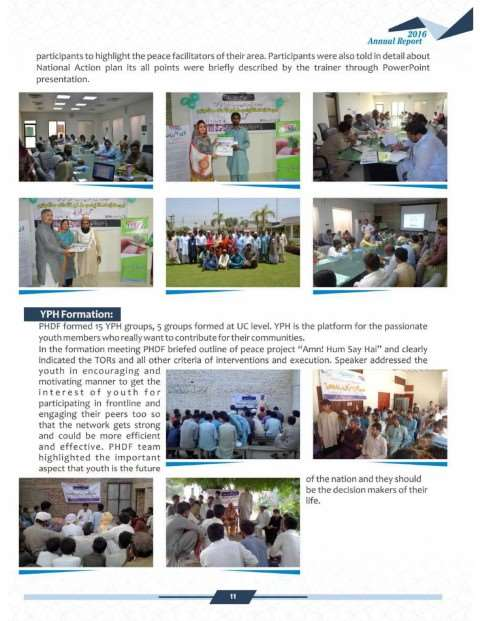 2016
Annual Report
participants to highlight the peace facilitators of their area. Participants were also told in detail about
National Action plan its all points were briefly described by the trainer through PowerPoint
presentation.
YPH Formation:
PHDF formed 15 YPH groups, 5 groups formed at UC level. YPH is the platform for the passionate
youth members who really want to contribute for their communities.
In the formation meeting PHDF briefed outline of peace project “Amn! Hum Say Hai” and clearly
indicated the TORs and all other criteria of interventions and execution. Speaker addressed the
youth in encouraging and
motivating manner to get the
interest of youth for
participating in frontline and
engaging their peers too so
that the network gets strong
and could be more efficient
and effective. PHDF team
highlighted the important
aspect that youth is the future
of the nation and they should
be the decision makers of their
life.
11